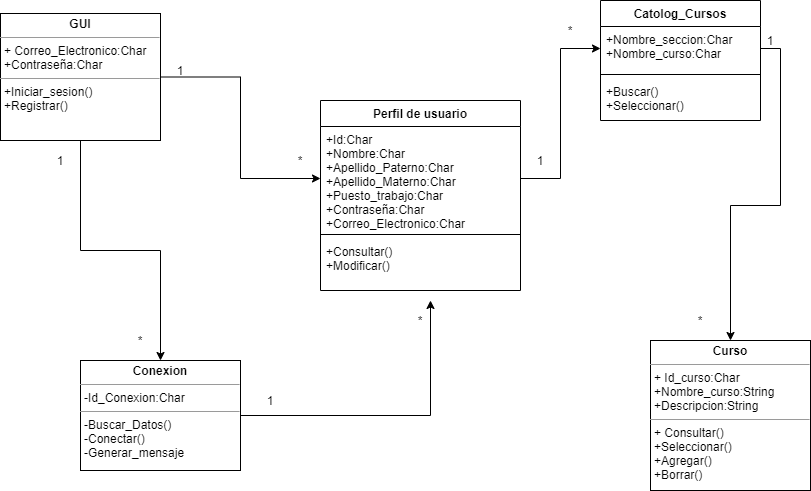 GUI
+ Correo_Electronico:Char
+Contraseña:Char
+Iniciar_sesion()
+Registrar()
1
*
1
*
Perfil de usuario
+Id:Char
+Nombre:Char
+Apellido_Paterno:Char
+Apellido_Materno:Char
+Puesto_trabajo:Char
+Contraseña:Char
+Correo_Electronico:Char
+Consultar()
+Modificar()
1
*
Catolog_Cursos
+Nombre_seccion:Char
+Nombre_curso:Char
+Buscar()
+Seleccionar()
1
*
Conexion
-Id_Conexion:Char
-Buscar_Datos()
-Conectar()
-Generar_mensaje
1
*
Curso
+ Id_curso:Char
+Nombre_curso:String
+Descripcion:String
+ Consultar()
+Seleccionar()
+Agregar()
+Borrar()